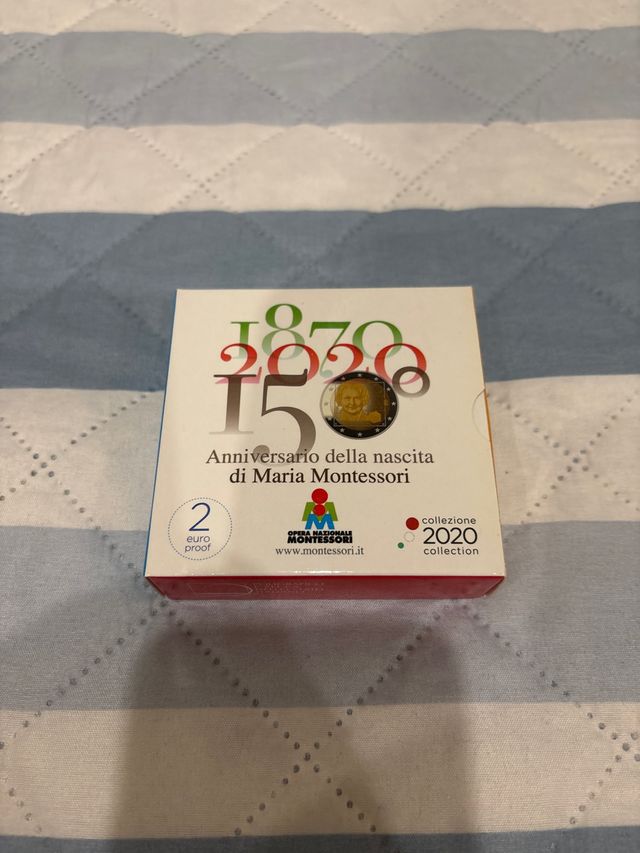 1870
2020
150
Anniversario della nascita
di Maria Montessori
2
euro
proof
OPERA NAZIONALE
MONTESSORI
www.montessori.it
collezione
2020
collection